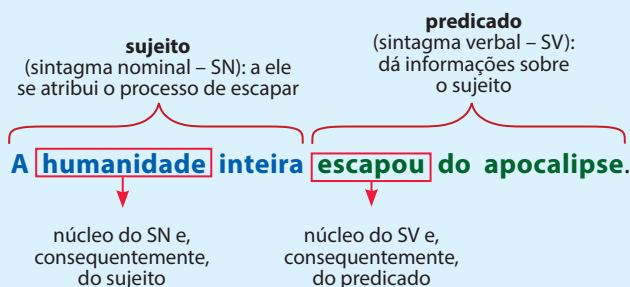 sujeito
(sintagma nominal – SN): a ele
se atribui o processo de escapar
predicado
(sintagma verbal – SV):
dá informações sobre
o sujeito
A humanidade inteira escapou do apocalipse.
núcleo do SN e,
consequentemente,
do sujeito
núcleo do SV e,
consequentemente,
do predicado